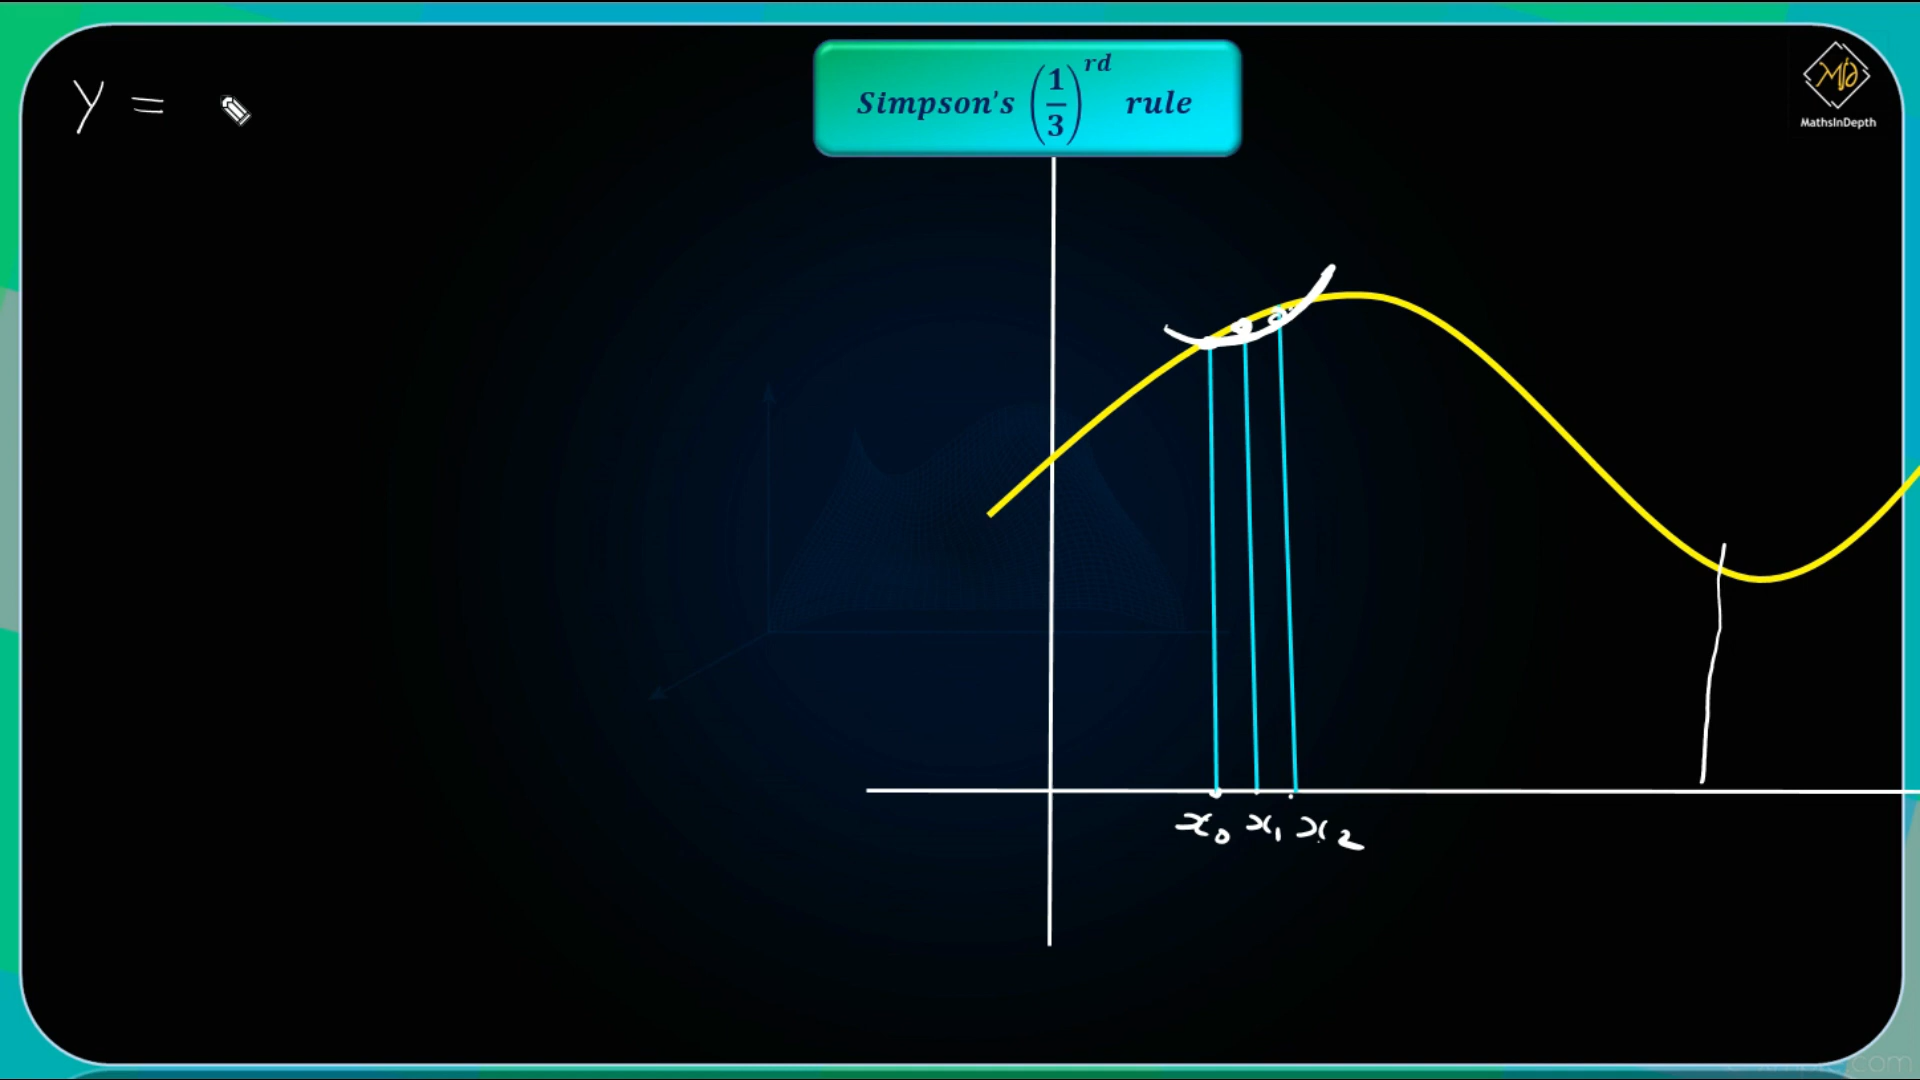 y =
Simpson's (1/3)^rd rule
MathsInDepth
x₀ x₁ x₂